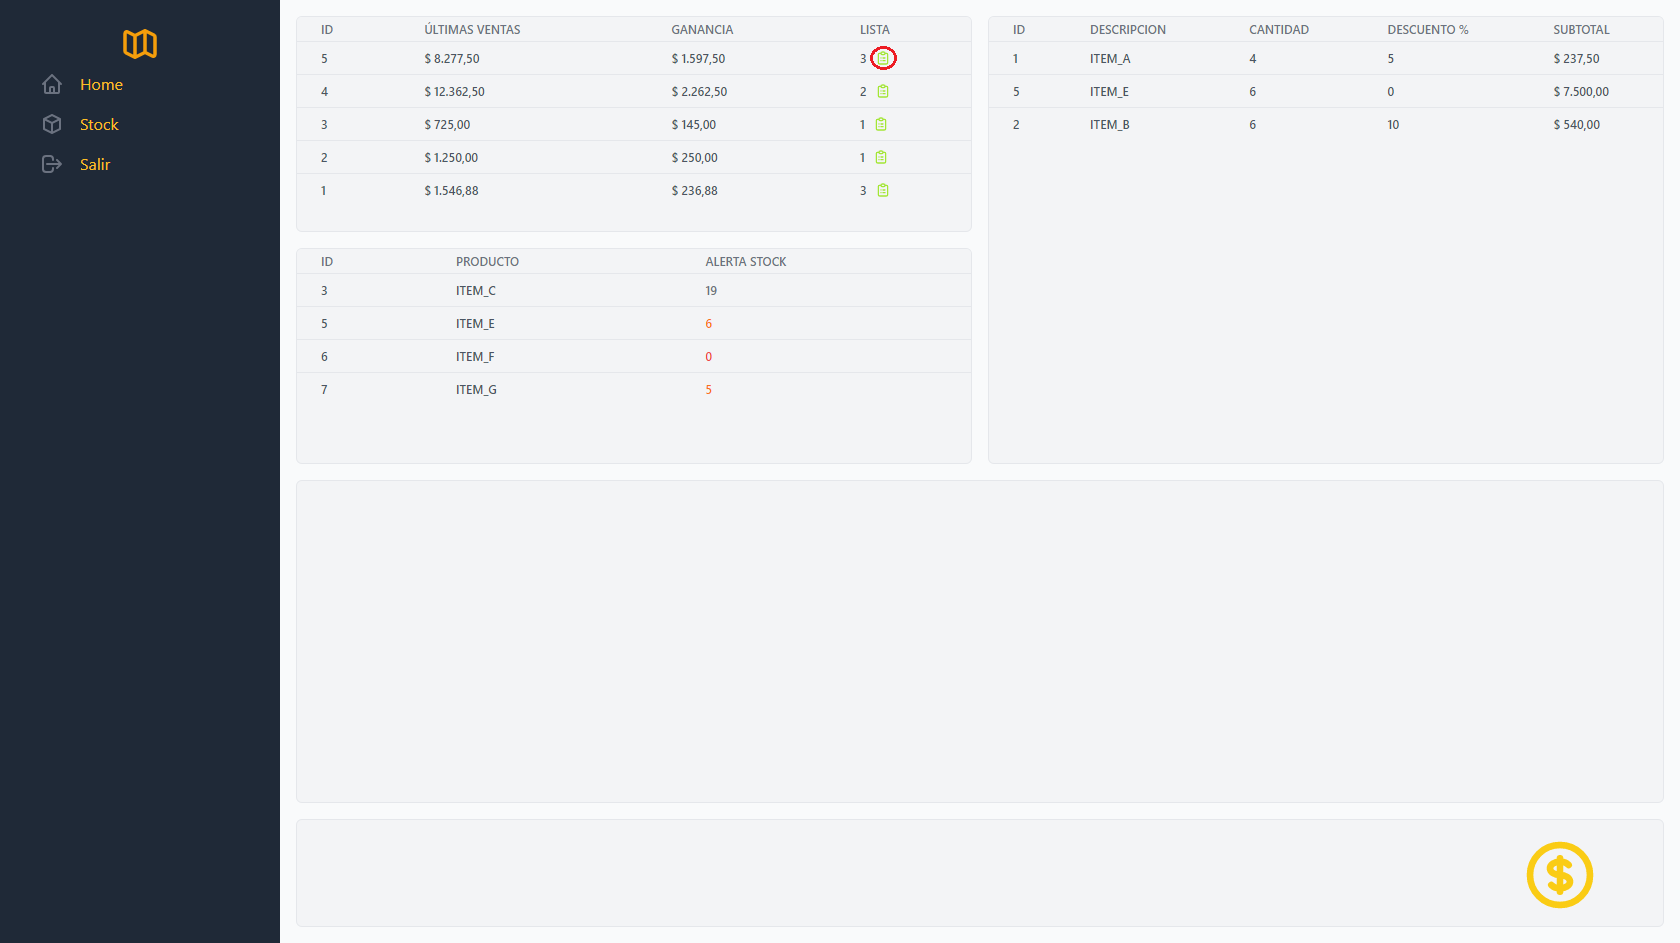 Home
Stock
Salir
ID ÚLTIMAS VENTAS GANANCIA LISTA
5 $ 8.277,50 $ 1.597,50 3
4 $ 12.362,50 $ 2.262,50 2
3 $ 725,00 $ 145,00 1
2 $ 1.250,00 $ 250,00 1
1 $ 1.546,88 $ 236,88 3
ID PRODUCTO ALERTA STOCK
3 ITEM_C 19
5 ITEM_E 6
6 ITEM_F 0
7 ITEM_G 5
ID DESCRIPCION CANTIDAD DESCUENTO % SUBTOTAL
1 ITEM_A 4 5 $ 237,50
5 ITEM_E 6 0 $ 7.500,00
2 ITEM_B 6 10 $ 540,00
$